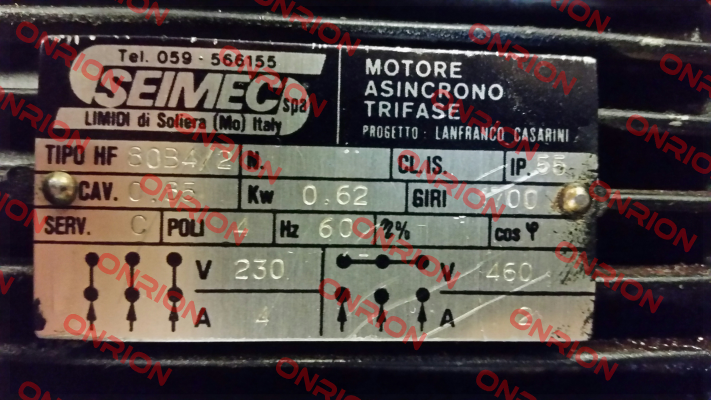 Tel. 059 - 566155
SEIMEC spa
LIMIDI di Soliera (Mo) Italy
MOTORE
ASINCRONO
TRIFASE
PROGETTO : LANFRANCO CASARINI
TIPO HF 80B4/2 N. CL.IS. IP. 55
CAV. Kw 0.62 GIRI
SERV. C POLI 4 Hz 60 % cos φ
V 230 V 460
A 4 A 2
ONRION